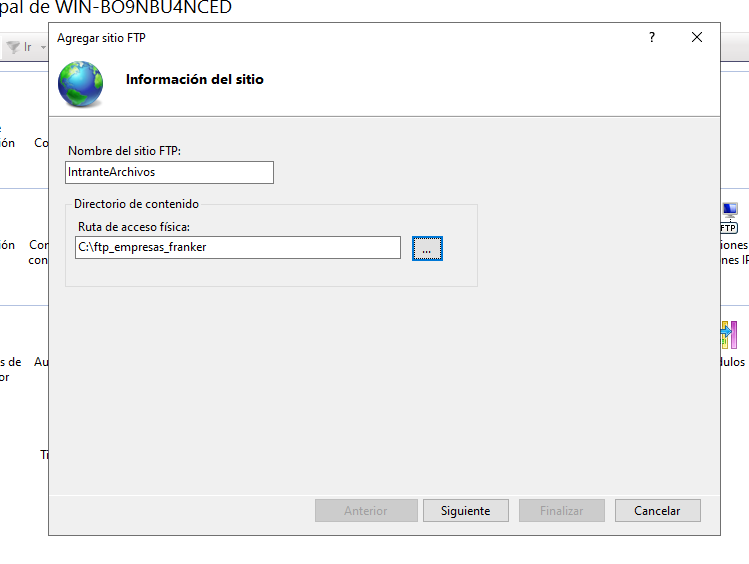 pal de WIN-BO9NBU4NCED
Agregar sitio FTP
?
Ir
Información del sitio
ión
Co
Nombre del sitio FTP:
IntranteArchivos
Directorio de contenido
Ruta de acceso física:
C:\ftp_empresas_franker
...
FTP
ión
Con
con
iones
nes IF
s de
or
Au
dulos
Ti
Anterior
Siguiente
Finalizar
Cancelar